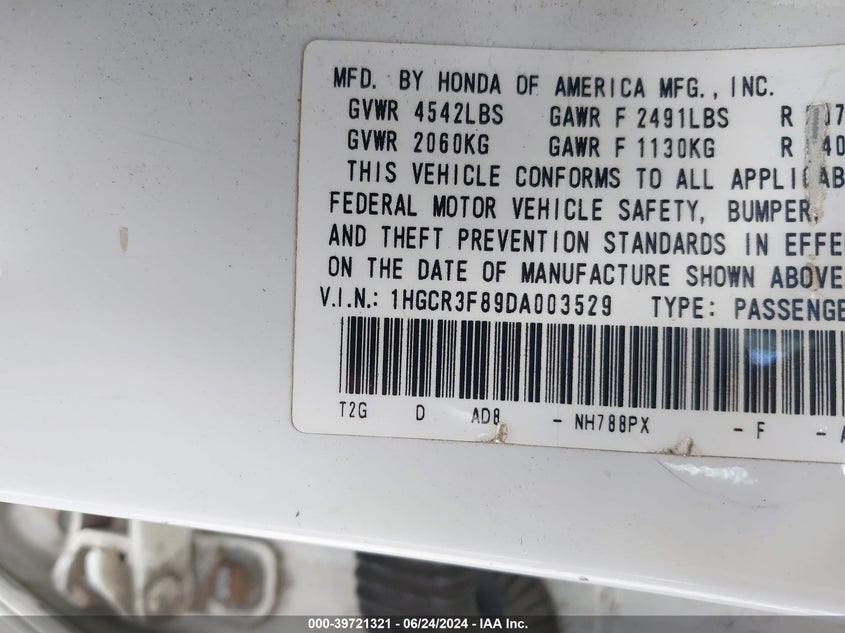 MFD. BY HONDA OF AMERICA MFG., INC.
GVWR 4542LBS GAWR F 2491LBS R
GVWR 2060KG GAWR F 1130KG R
THIS VEHICLE CONFORMS TO ALL
FEDERAL MOTOR VEHICLE SAFETY, BUMPER,
AND THEFT PREVENTION STANDARDS IN EFFE
ON THE DATE OF MANUFACTURE SHOWN ABOVE
V.I.N.: 1HGCR3F89DA003529 TYPE: PASSENGE
T2G D AD8 - NH788PX - F - A
000-39721321 | 06/24/2024 - IAA Inc.